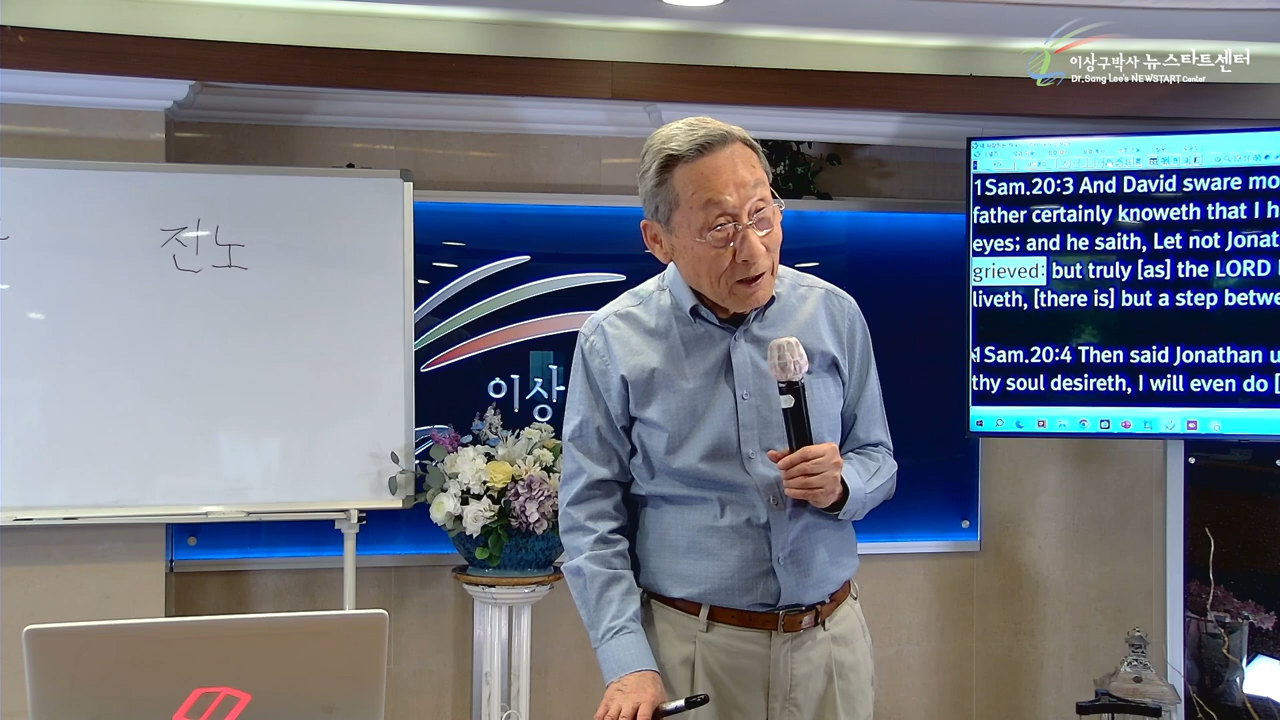 이상구박사 뉴스타트센터
Dr. Sang Lee's NEWSTART Center
진노
이상
1Sam.20:3 And David sware mo
father certainly knoweth that I h
eyes; and he saith, Let not Jonat
grieved: but truly [as] the LORD
liveth, [there is] but a step betwe
1Sam.20:4 Then said Jonathan u
thy soul desireth, I will even do [